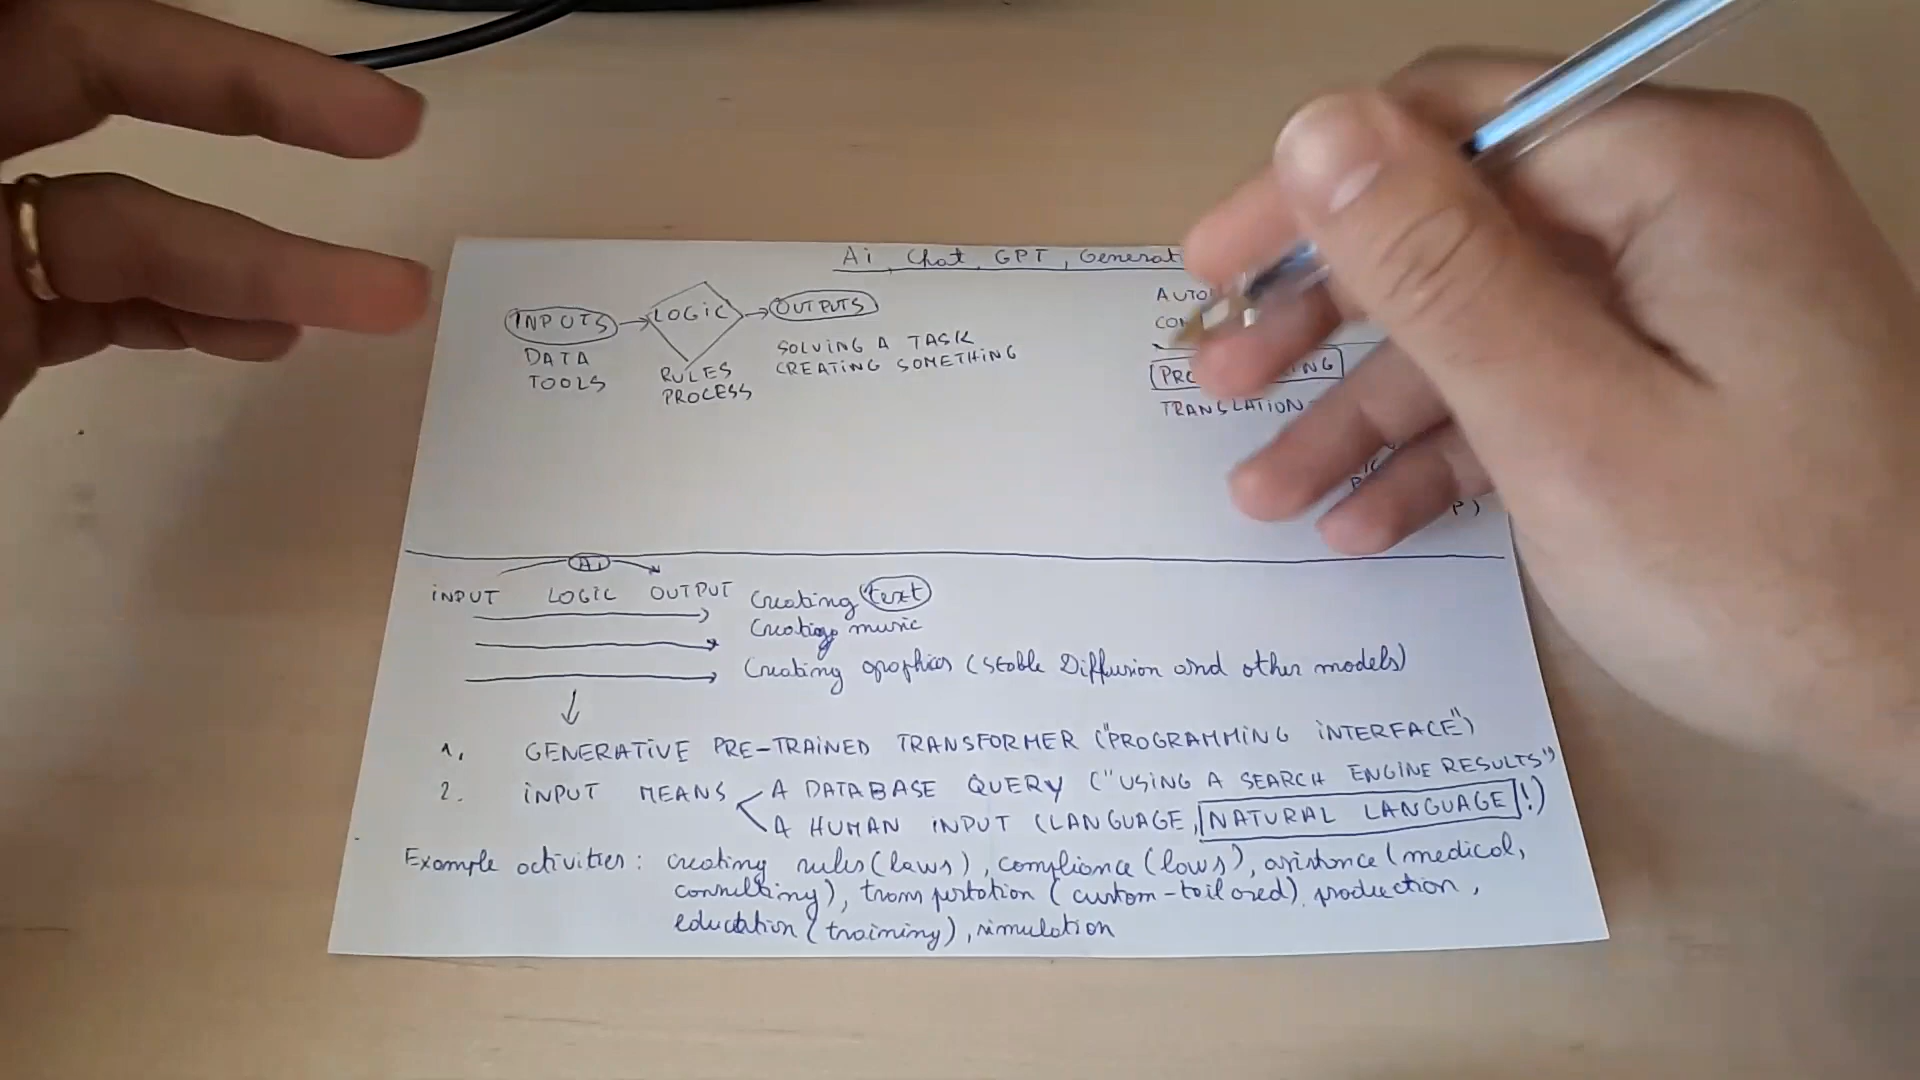 Ai, Chat GPT, Generati
INPUTS → LOGIC → OUTPUTS
DATA
TOOLS
RULES
PROCESS
SOLVING A TASK
CREATING SOMETHING
TRANSLATION
Ai
INPUT LOGIC OUTPUT
Creating text
Creating music
Creating graphics (Stable Diffusion and other models)
1. GENERATIVE PRE-TRAINED TRANSFORMER ("PROGRAMMING INTERFACE")
2. INPUT MEANS A DATABASE QUERY ("USING A SEARCH ENGINE RESULTS")
A HUMAN INPUT (LANGUAGE, NATURAL LANGUAGE!)
Example activities: creating rules (laws), compliance (laws), assistance (medical,
consulting), transportation (custom-tailored), production,
education (training), simulation